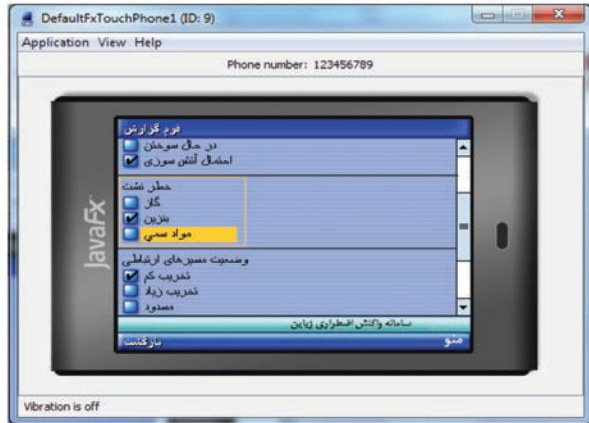 DefaultFxTouchPhone1 (ID: 9)
Application View Help
Phone number: 123456789
JavaFx
فرم گزارش
در حال سوختن
احتمال آتش سوزی
خطر نشت
گاز
بنزین
مواد سمی
وضعیت مسیرهای ارتباطی
تخریب کم
تخریب زیاد
مسدود
سامانه واکنش اضطراری زیاین
بازگشت
منو
Vibration is off